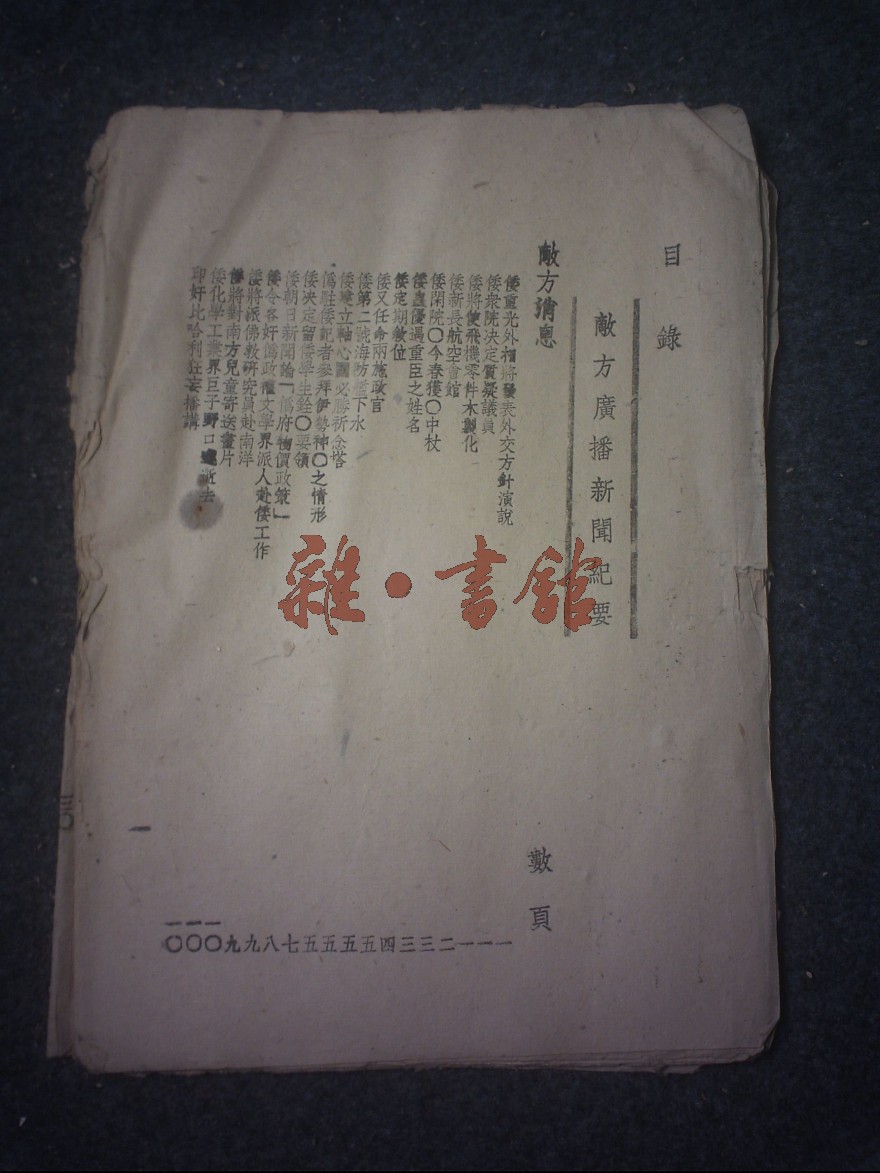 目錄
敵方廣播新聞紀要
敵方消息
數頁
倭重光外相將發表外交方針演說
倭衆院決定質疑議員
倭將使飛機零件木製化
倭新長航空會館
倭閑院〇今春獲〇中杖
倭盡優遇重臣之姓名
倭定期敘位
倭又任命兩施政官
倭第二號海防艦下水
倭建立軸心國必勝祈念塔
僞駐倭記者參拜伊勢神〇之情形
倭決定留倭學生銓〇要領
倭朝日新聞論「僞府物價政策」
倭令各奸僞政權文學界派人赴倭工作
倭將派佛教研究員赴南洋
倭將對南方兒童寄送畫片
倭化學工業界巨子野口逝去
印奸比哈利狂妄播講
一一一二三三四五五五五七八九九一〇一〇一〇
一
雜·書館